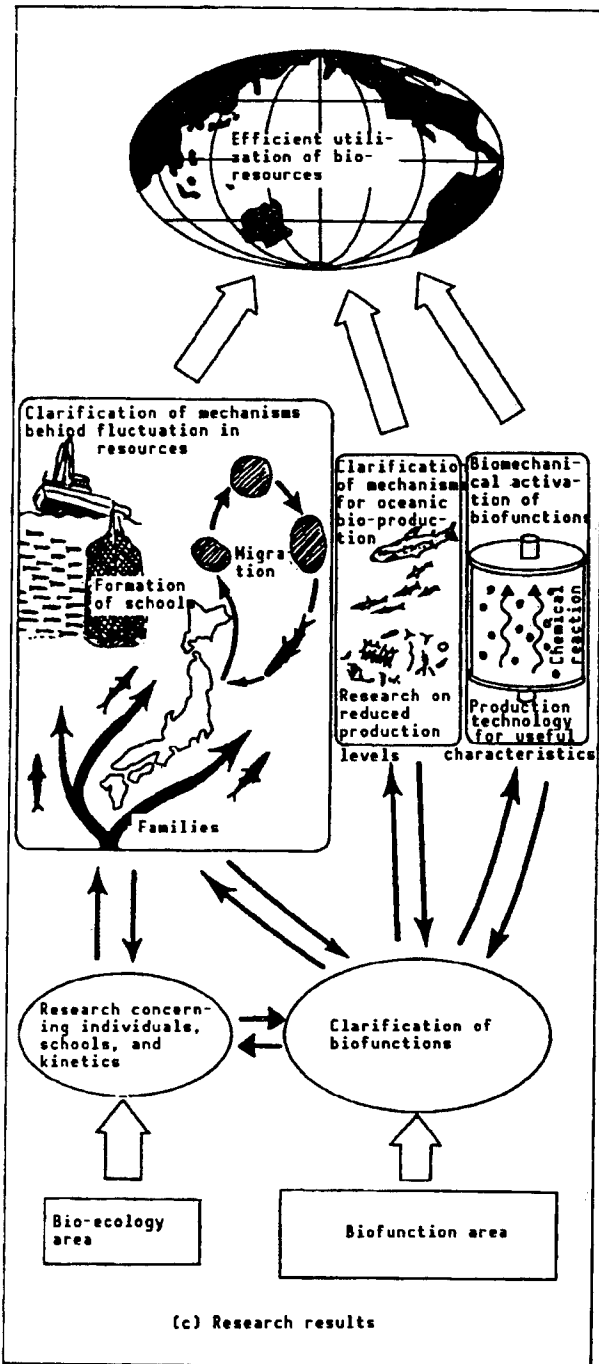 Efficient utili-
zation of bio-
resources
Clarification of mechanisms
behind fluctuation in
resources
Migra-
tion
Formation
of schools
Families
Clarification
of mechanisms
for oceanic
bio-produc-
tion
Research on
reduced
production
levels
Biomechani-
cal activa-
tion of
biofunctions
Chemical
reaction
Production
technology
for useful
characteristics
Research concern-
ing individuals,
schools, and
kinetics
Clarification of
biofunctions
Bio-ecology
area
Biofunction area
(c) Research results